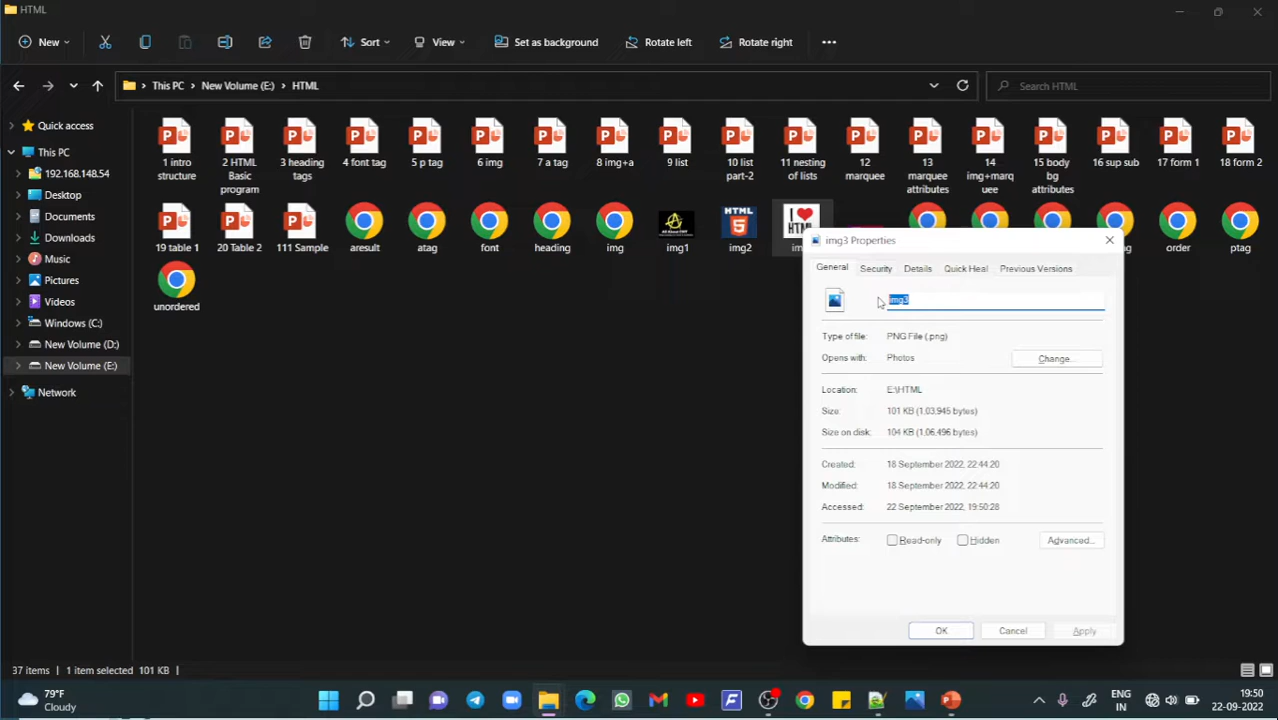 HTML
New
Sort
View
Set as background
Rotate left
Rotate right
This PC
New Volume (E:)
HTML
Search HTML
Quick access
This PC
192.168.148.54
Desktop
Documents
Downloads
Music
Pictures
Videos
Windows (C:)
New Volume (D:)
New Volume (E:)
Network
1 intro structure
2 HTML Basic program
3 heading tags
4 font tag
5 p tag
6 img
7 a tag
8 img+a
9 list
10 list part-2
11 nesting of lists
12 marquee
13 marquee attributes
14 img+marquee
15 body bg attributes
16 sup sub
17 form 1
18 form 2
19 table 1
20 Table 2
111 Sample
aresult
atag
font
heading
img
img1
HTML
img2
I ❤ HTML
order
ptag
unordered
img3 Properties
General
Security
Details
Quick Heal
Previous Versions
img3
Type of file: PNG File (.png)
Opens with: Photos
Change...
Location: E:\HTML
Size: 101 KB (1,03,945 bytes)
Size on disk: 104 KB (1,06,496 bytes)
Created: 18 September 2022, 22:44:20
Modified: 18 September 2022, 22:44:20
Accessed: 22 September 2022, 19:50:28
Attributes: Read-only Hidden
Advanced...
OK
Cancel
Apply
37 items
1 item selected 101 KB
79°F
Cloudy
ENG
IN
19:50
22-09-2022